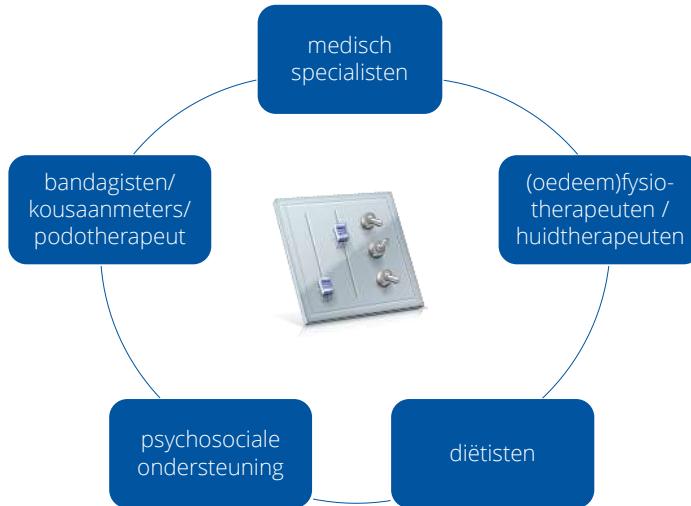 medisch
specialisten
(oedeem)fysio-
therapeuten /
huidtherapeuten
diëtisten
psychosociale
ondersteuning
bandagisten/
kousaanmeters/
podotherapeut